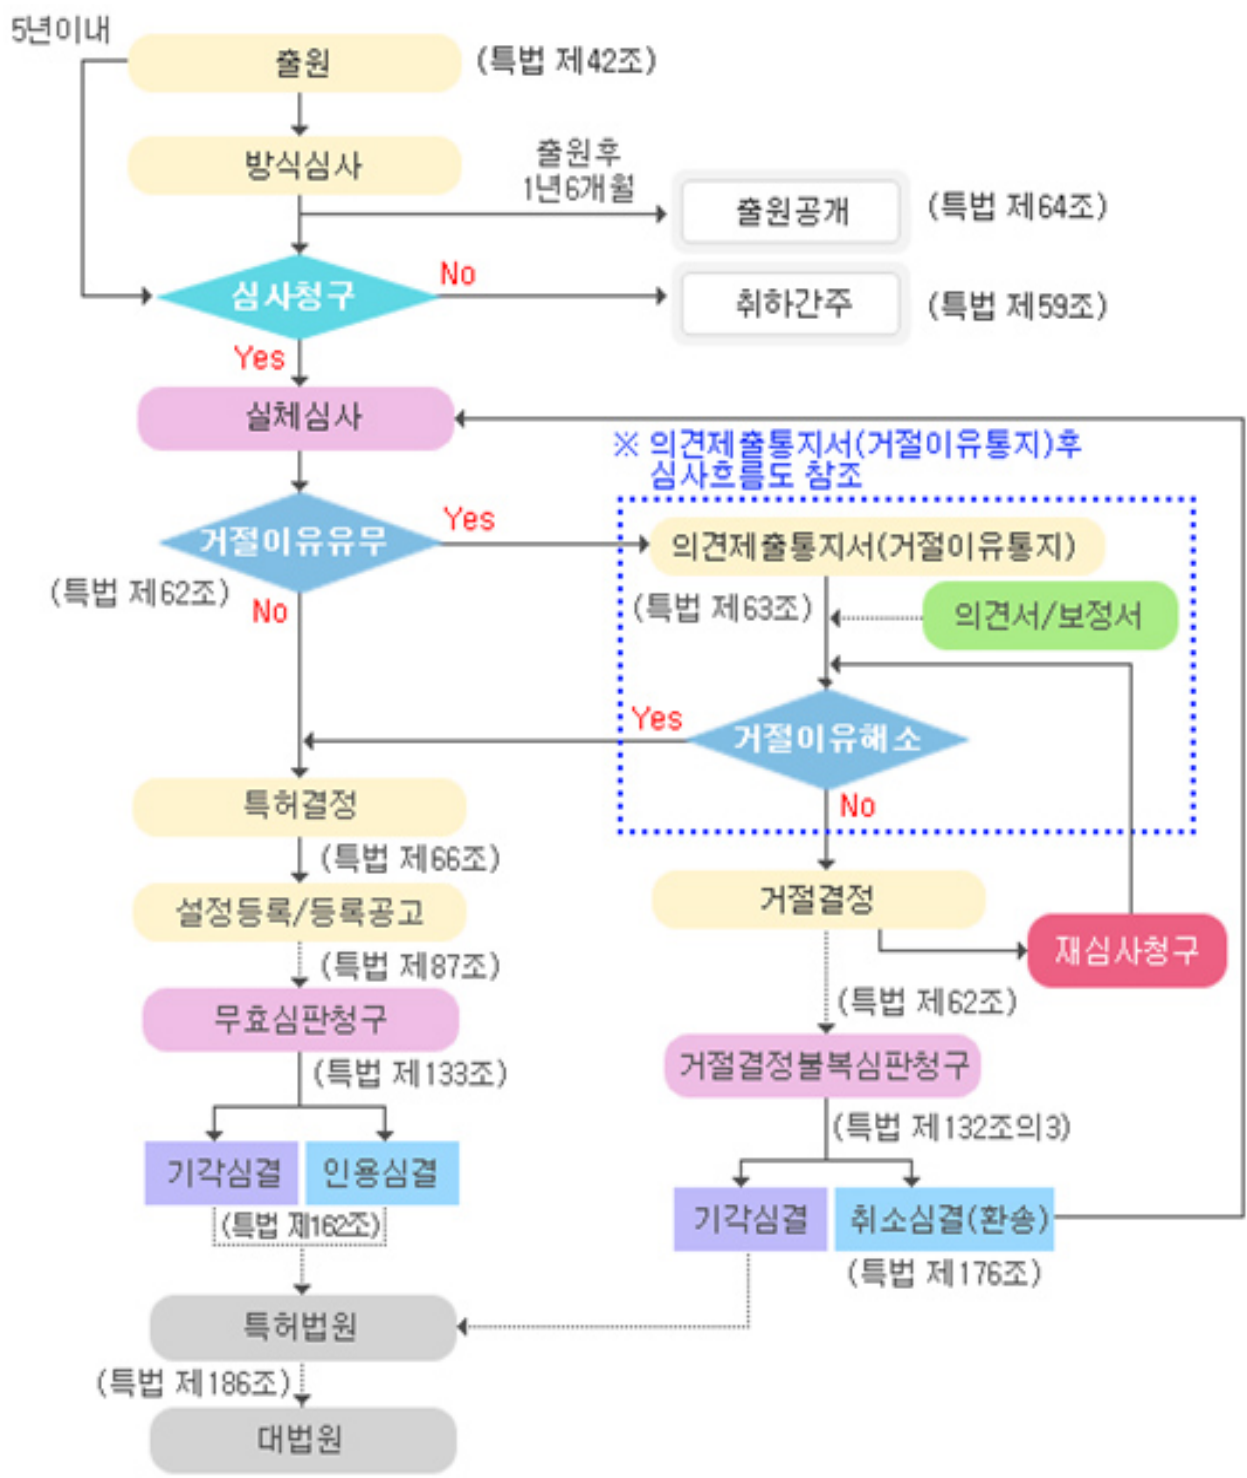 5년이내
출원
(특법 제42조)
방식심사
출원후
1년6개월
출원공개
(특법 제64조)
심사청구
No
취하간주
(특법 제59조)
Yes
실체심사
※ 의견제출통지서(거절이유통지)후
심사흐름도 참조
거절이유유무
Yes
의견제출통지서(거절이유통지)
(특법 제62조)
No
(특법 제63조)
의견서/보정서
Yes
거절이유해소
No
특허결정
(특법 제66조)
거절결정
설정등록/등록공고
재심사청구
(특법 제87조)
(특법 제62조)
무효심판청구
거절결정불복심판청구
(특법 제133조)
(특법 제132조의3)
기각심결
인용심결
(특법 제162조)
기각심결
취소심결(환송)
(특법 제176조)
특허법원
(특법 제186조)
대법원